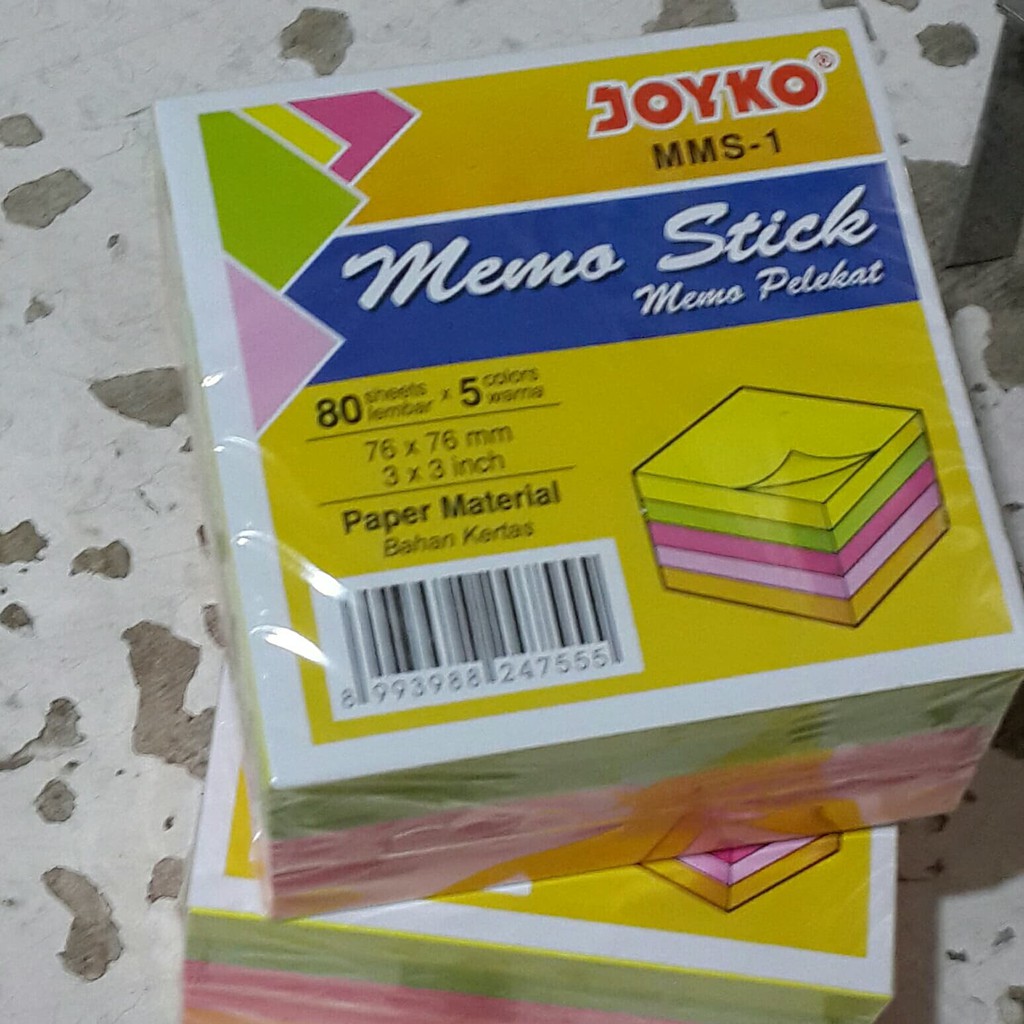 JOYKO®
MMS-1
Memo Stick
Memo Pelekat
80 sheets lembar x 5 colors warna
76 x 76 mm
3 x 3 inch
Paper Material
Bahan Kertas
8 993988 247555